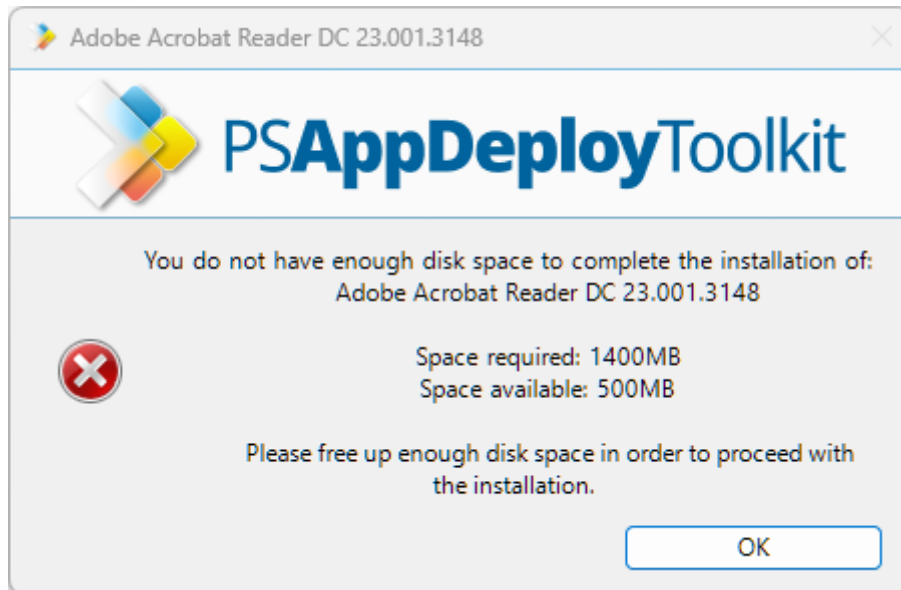 Adobe Acrobat Reader DC 23.001.3148
PSAppDeployToolkit
You do not have enough disk space to complete the installation of:
Adobe Acrobat Reader DC 23.001.3148
Space required: 1400MB
Space available: 500MB
Please free up enough disk space in order to proceed with
the installation.
OK